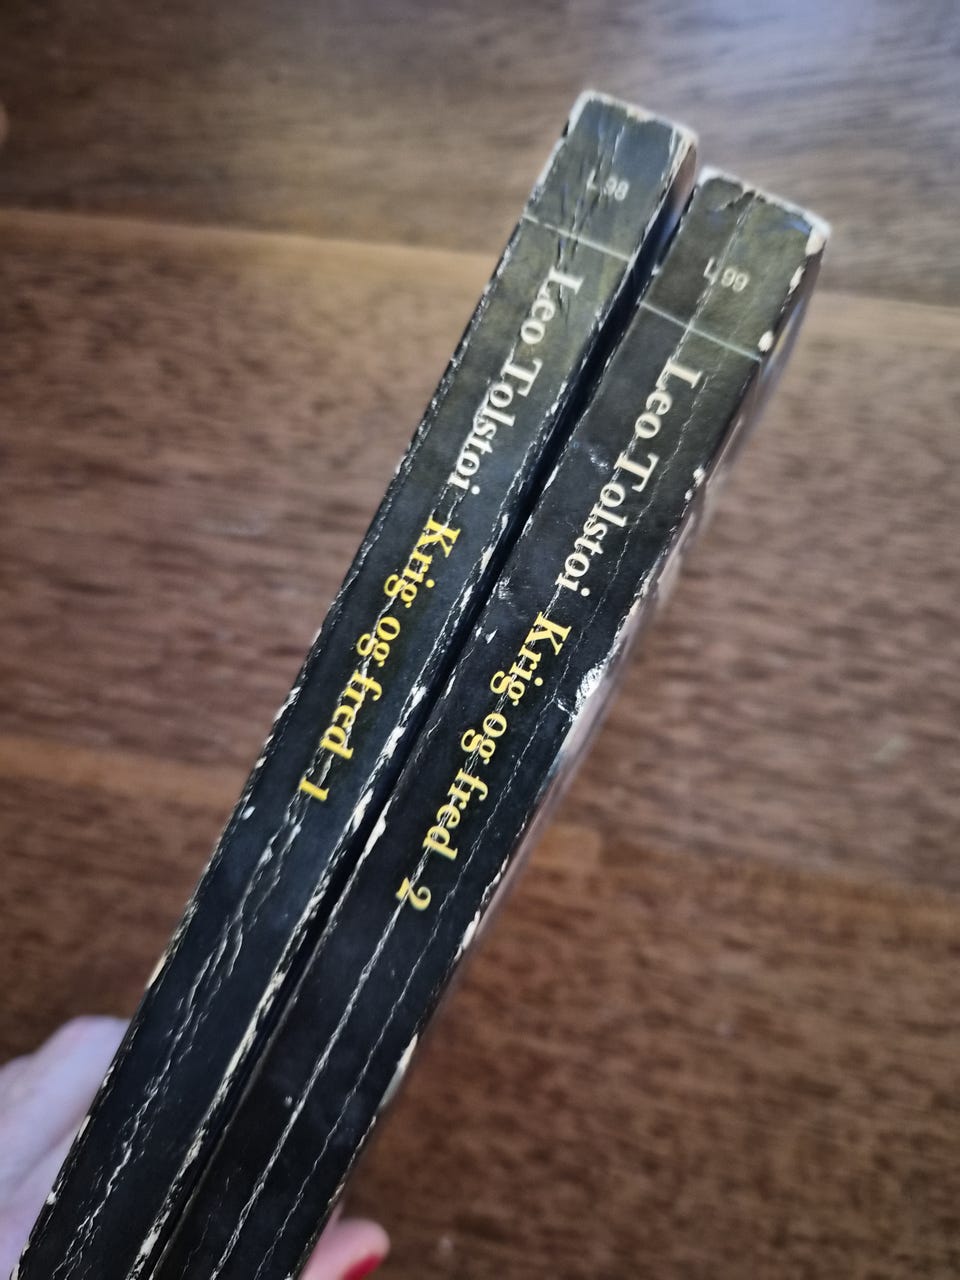 L 98
Leo Tolstoi Krig og fred 1
L 99
Leo Tolstoi Krig og fred 2